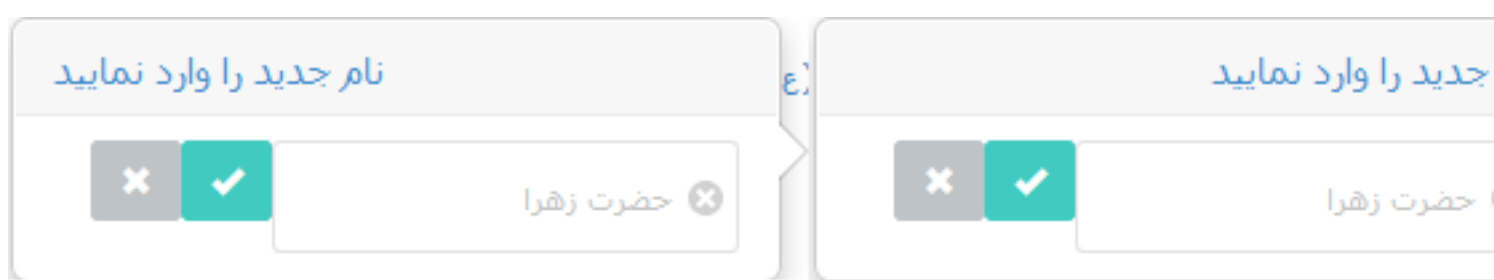 نام جدید را وارد نمایید
حضرت زهرا
(ع
جدید را وارد نمایید
حضرت زهرا